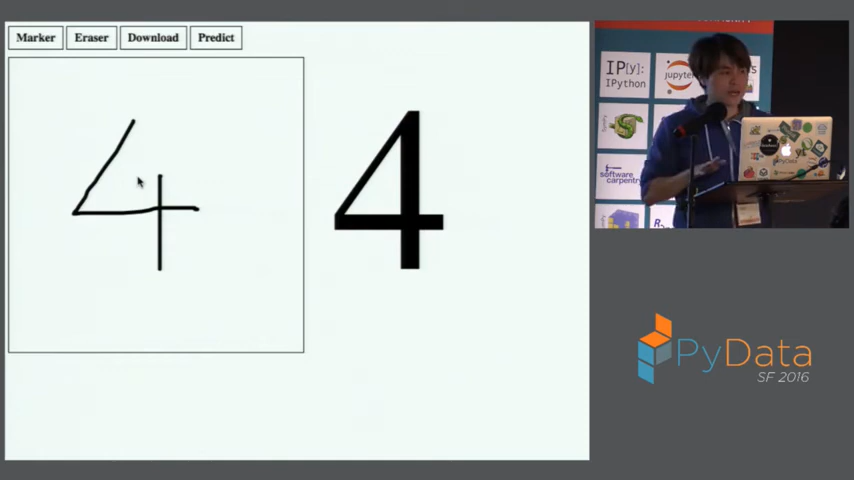 Marker Eraser Download Predict
4 4
IP[y]:
IPython
jupyter
software
carpentry
PyData
SF 2016